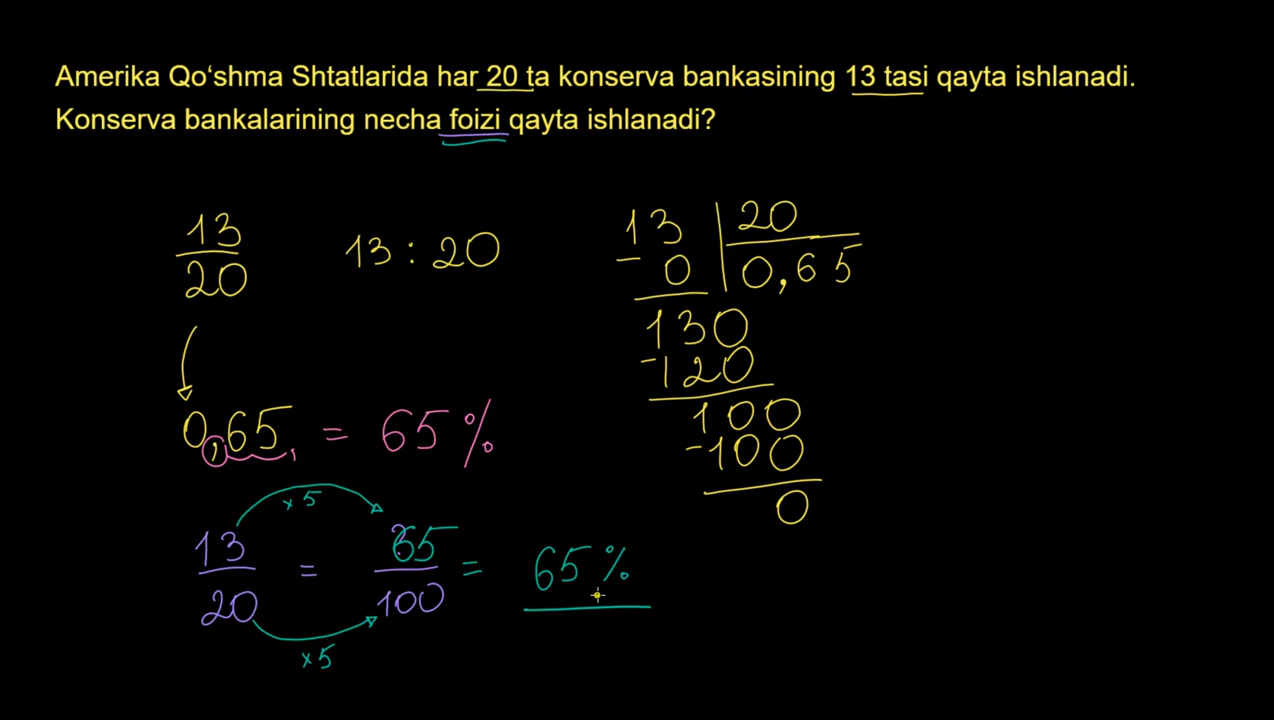 Amerika Qo‘shma Shtatlarida har 20 ta konserva bankasining 13 tasi qayta ishlanadi.
Konserva bankalarining necha foizi qayta ishlanadi?
13
20
13 : 20
13 | 20
- 0 | 0,65
130
-120
100
-100
0
0,65, = 65%
×5
13/20 = 65/100 = 65%
×5